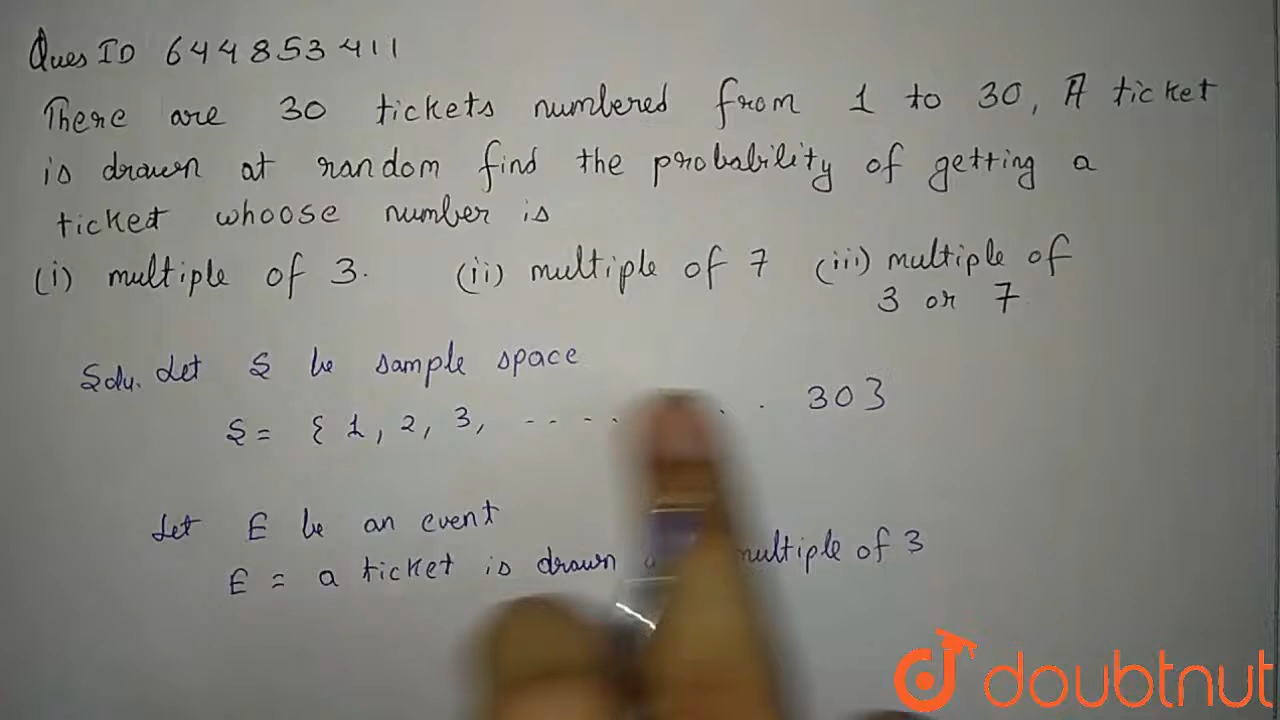 Ques ID 644853411
There are 30 tickets numbered from 1 to 30, A ticket
is drawn at random find the probability of getting a
ticket whoose number is
(i) multiple of 3. (ii) multiple of 7 (iii) multiple of
3 or 7
Solu. Let S be sample space
S = { 1, 2, 3, ---- . . . 30}
Let E be an event
E = a ticket is drawn multiple of 3
doubtnut